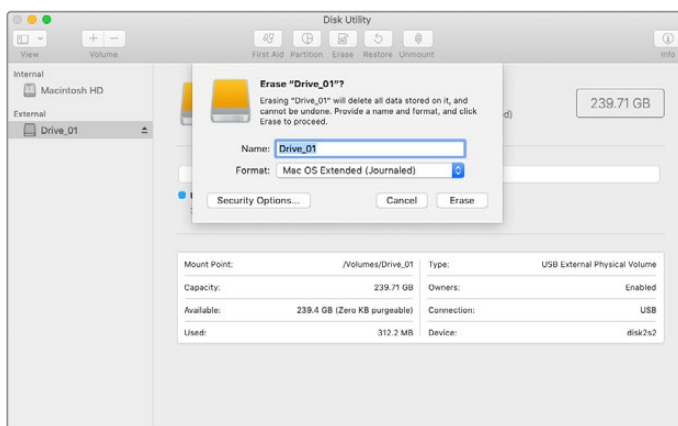 Disk Utility
View
Volume
First Aid Partition Erase Restore Unmount
Info
Internal
Macintosh HD
External
Drive_01
Erase "Drive_01"?
Erasing "Drive_01" will delete all data stored on it, and
cannot be undone. Provide a name and format, and click
Erase to proceed.
Name: Drive_01
Format: Mac OS Extended (Journaled)
Security Options... Cancel Erase
239.71 GB
Mount Point: /Volumes/Drive_01 Type: USB External Physical Volume
Capacity: 239.71 GB Owners: Enabled
Available: 239.4 GB (Zero KB purgeable) Connection: USB
Used: 312.2 MB Device: disk2s2